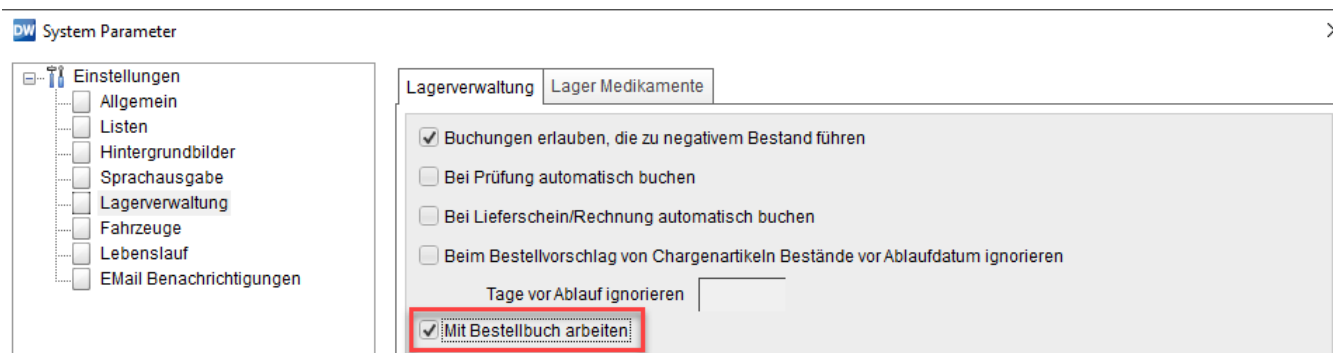 DW System Parameter
Einstellungen
Allgemein
Listen
Hintergrundbilder
Sprachausgabe
Lagerverwaltung
Fahrzeuge
Lebenslauf
EMail Benachrichtigungen
Lagerverwaltung Lager Medikamente
Buchungen erlauben, die zu negativem Bestand führen
Bei Prüfung automatisch buchen
Bei Lieferschein/Rechnung automatisch buchen
Beim Bestellvorschlag von Chargenartikeln Bestände vor Ablaufdatum ignorieren
Tage vor Ablauf ignorieren
Mit Bestellbuch arbeiten